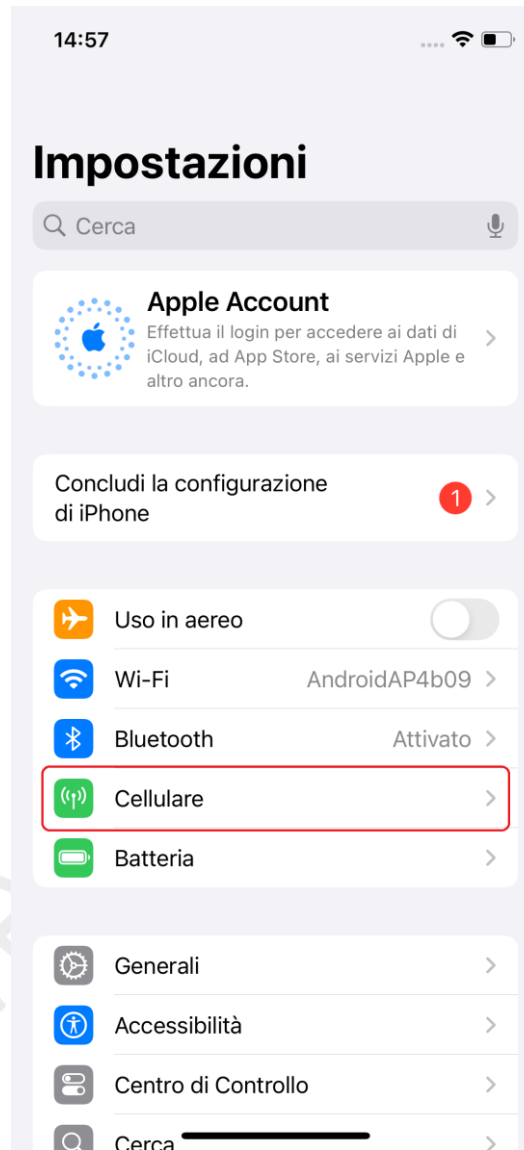 14:57
Impostazioni
Cerca
Apple Account
Effettua il login per accedere ai dati di
iCloud, ad App Store, ai servizi Apple e
altro ancora.
Concludi la configurazione
di iPhone
1
Uso in aereo
Wi-Fi AndroidAP4b09
Bluetooth Attivato
Cellulare
Batteria
Generali
Accessibilità
Centro di Controllo
Cerca